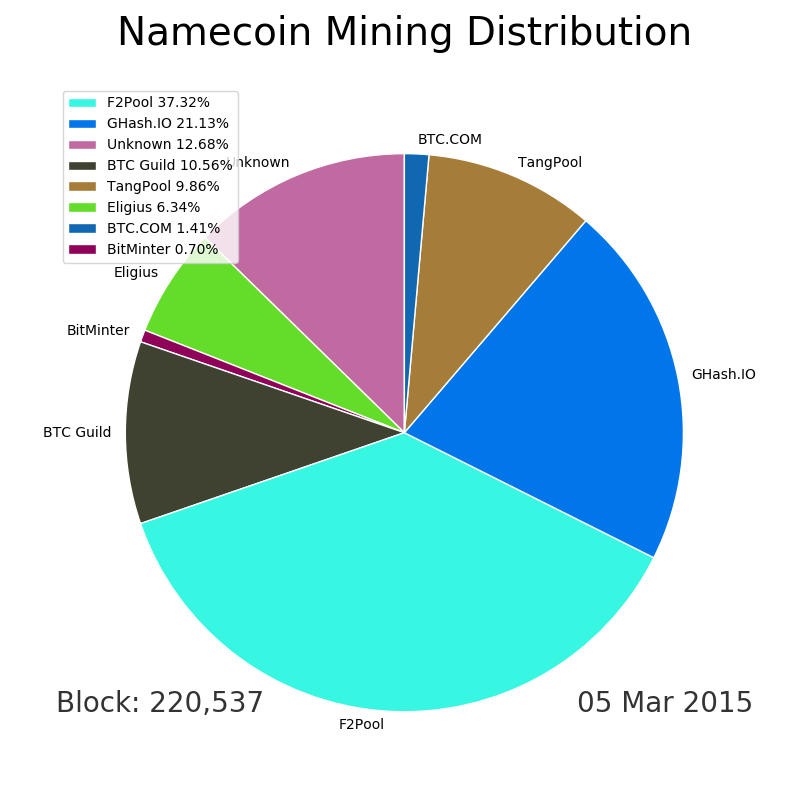 Namecoin Mining Distribution
F2Pool 37.32%
GHash.IO 21.13%
Unknown 12.68%
BTC Guild 10.56%
TangPool 9.86%
Eligius 6.34%
BTC.COM 1.41%
BitMinter 0.70%
BTC.COM
TangPool
Unknown
Eligius
BitMinter
GHash.IO
BTC Guild
F2Pool
Block: 220,537
05 Mar 2015